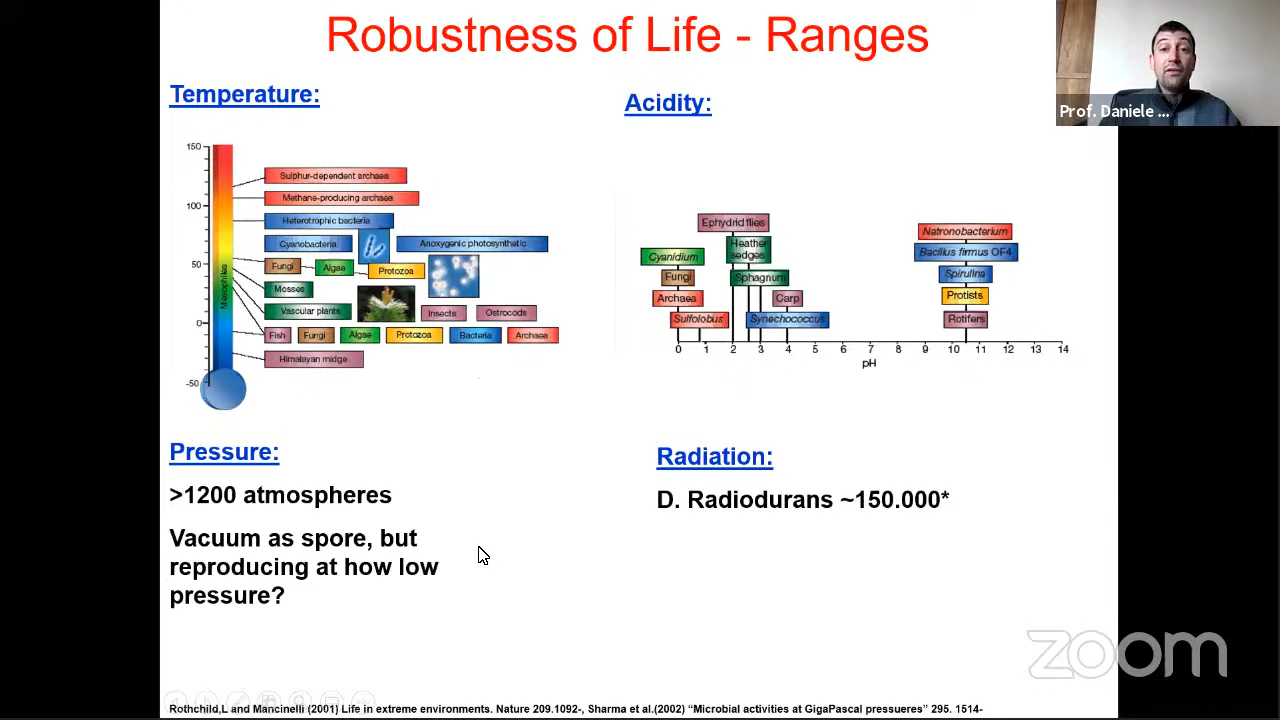 Robustness of Life - Ranges
Prof. Daniele ...
Temperature:
150
100
50
0
-50
Mesophiles
Sulphur-dependent archaea
Methane-producing archaea
Heterotrophic bacteria
Cyanobacteria
Anoxygenic photosynthetic
Fungi
Algae
Protozoa
Mosses
Vascular plants
Insects
Ostrocods
Fish
Fungi
Algae
Protozoa
Bacteria
Archaea
Himalayan midge
Acidity:
Ephydrid flies
Heather
sedges
Cyanidium
Fungi
Sphagnum
Archaea
Carp
Sulfolobus
Synechococcus
Natronobacterium
Bacillus firmus OF4
Spirulina
Protists
Rotifers
0 1 2 3 4 5 6 7 8 9 10 11 12 13 14
pH
Pressure:
>1200 atmospheres
Vacuum as spore, but
reproducing at how low
pressure?
Radiation:
D. Radiodurans ~150.000*
zoom
Rothchild,L and Mancinelli (2001) Life in extreme environments. Nature 209.1092-, Sharma et al.(2002) “Microbial activities at GigaPascal pressueres” 295. 1514-